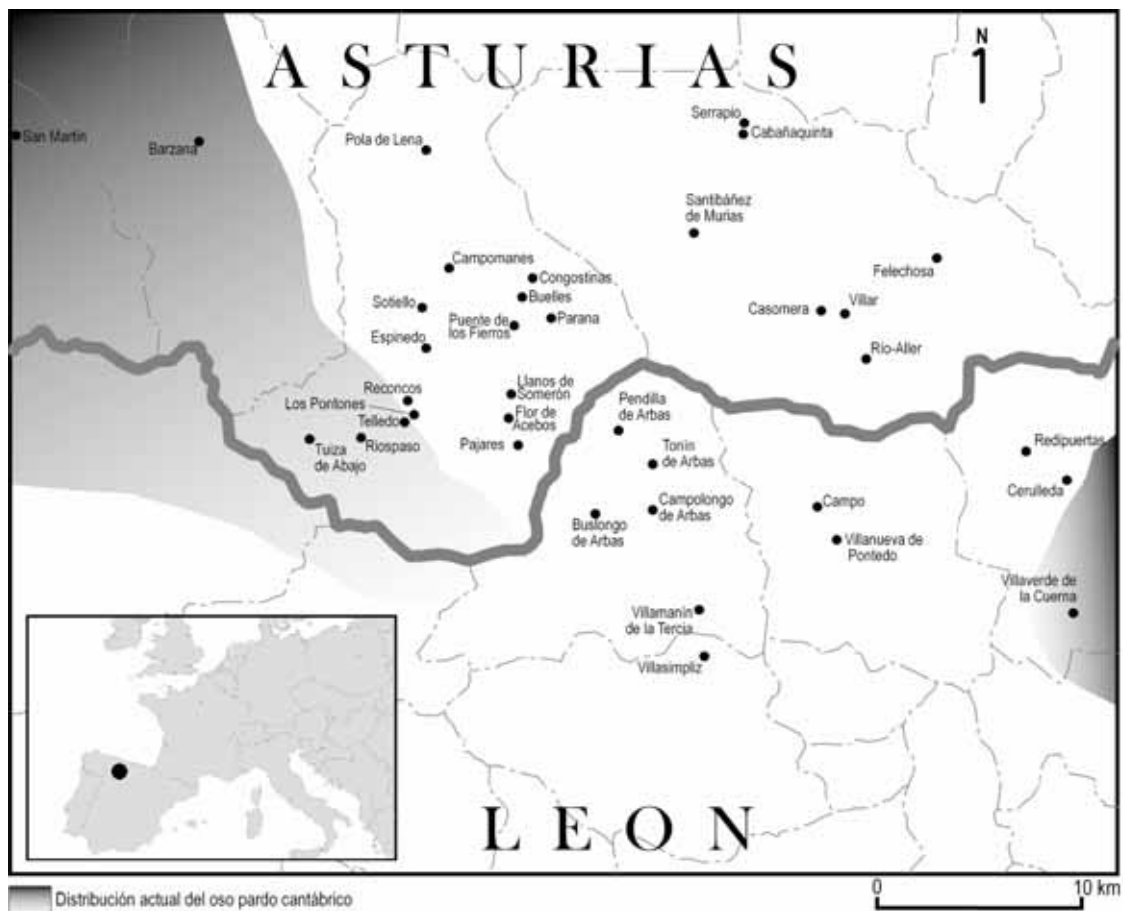 ASTURIAS
N
1
San Martín
Barzana
Pola de Lena
Serrapio
Cabañaquinta
Santibáñez
de Murias
Felechosa
Campomanes
Congostinas
Buelles
Sotiello
Puente de
los Fierros
Parana
Casomera
Villar
Espinedo
Río-Aller
Reconcos
Llanos de
Somerón
Los Pontones
Flor de
Acebos
Telledo
Pajares
Riospaso
Tuiza
de Abajo
Pendilla
de Arbas
Tonín
de Arbas
Redipuertas
Cerulleda
Campolongo
de Arbas
Buslongo
de Arbas
Campo
Villanueva de
Pontedo
Villaverde de
la Cuerna
Villamanín
de la Tercia
Villasimpliz
LEON
Distribución actual del oso pardo cantábrico
0 10 km